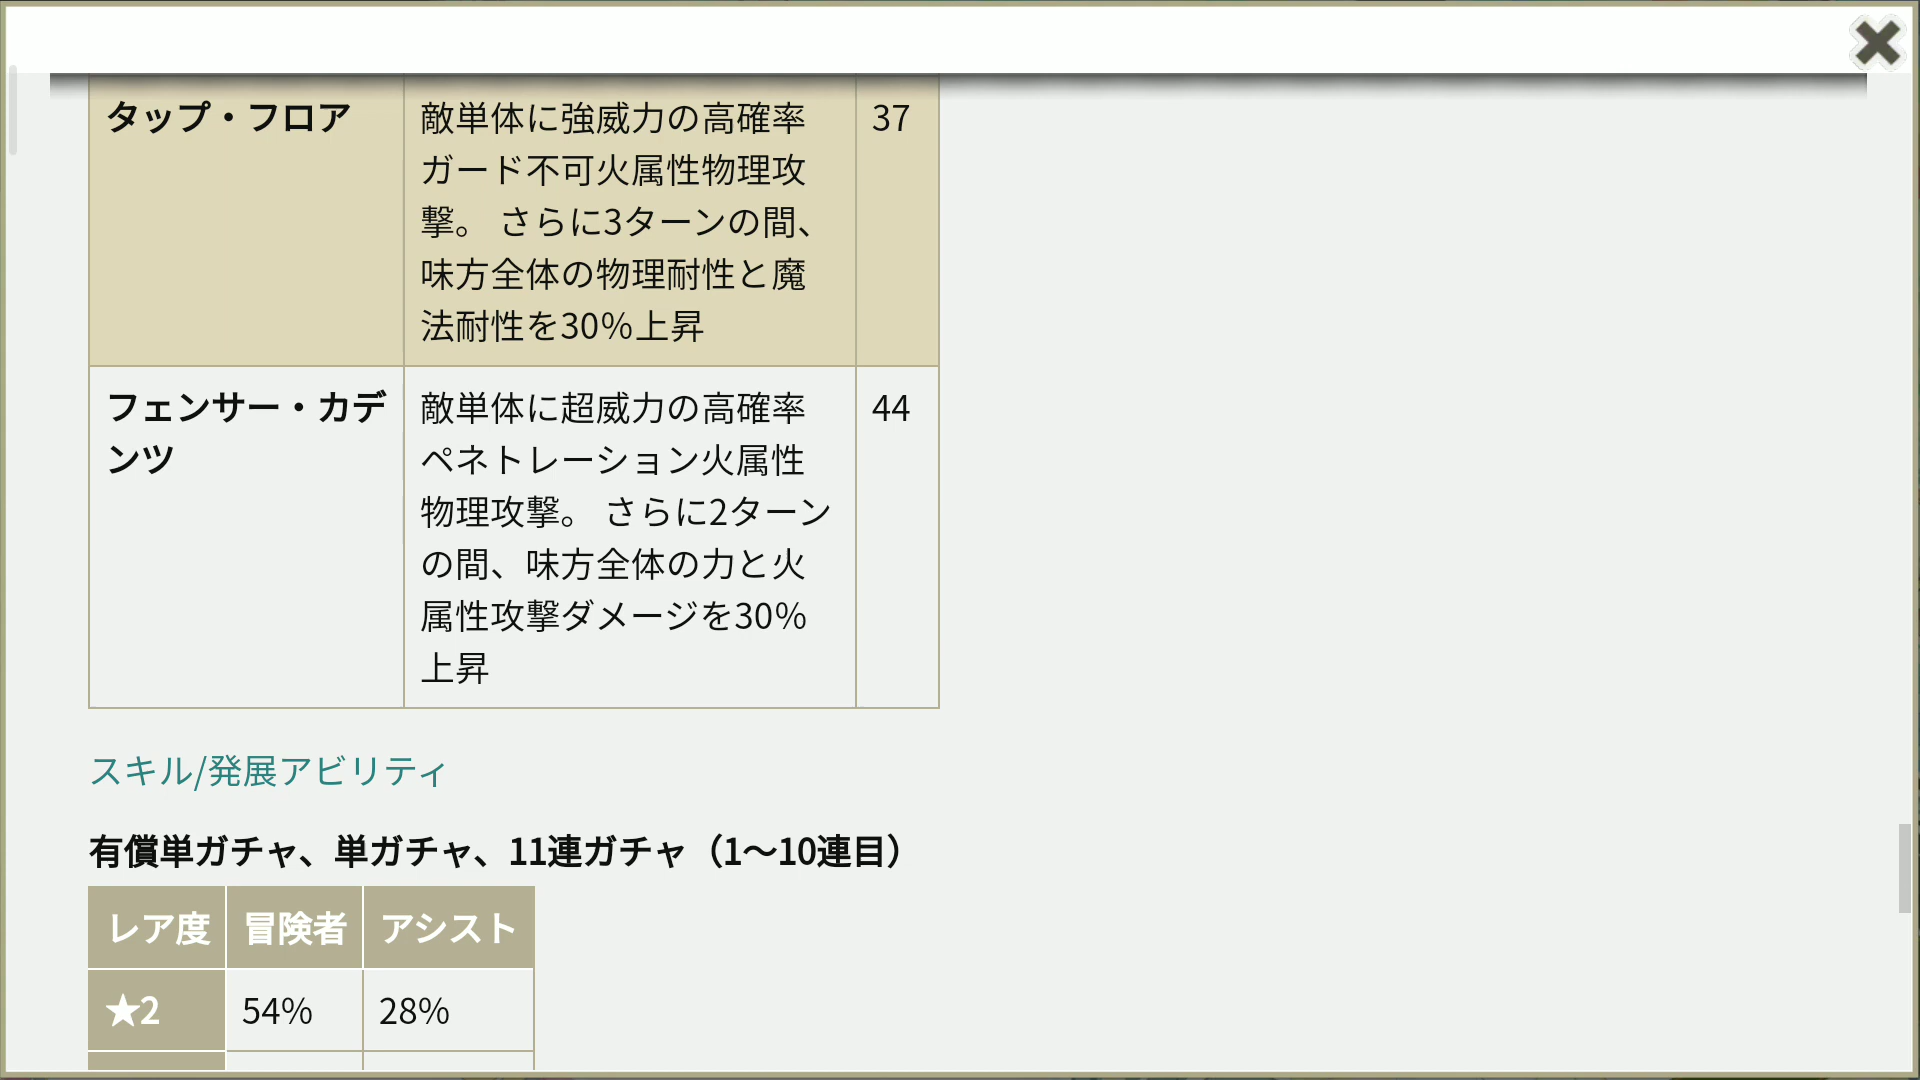 タップ・フロア
敵単体に強威力の高確率
ガード不可火属性物理攻
撃。 さらに3ターンの間、
味方全体の物理耐性と魔
法耐性を30%上昇
37
フェンサー・カデ
ンツ
敵単体に超威力の高確率
ペネトレーション火属性
物理攻撃。 さらに2ターン
の間、味方全体の力と火
属性攻撃ダメージを30%
上昇
44
スキル/発展アビリティ
有償単ガチャ、単ガチャ、11連ガチャ（1〜10連目）
レア度 冒険者 アシスト
★2 54% 28%